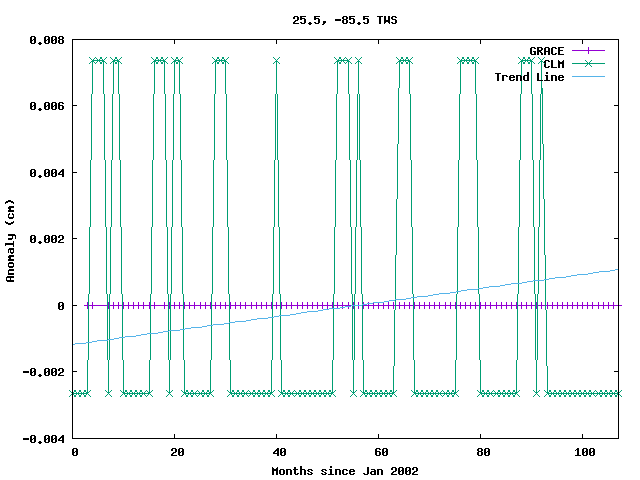 25.5, -85.5 TWS
0.008
0.006
0.004
0.002
0
-0.002
-0.004
Anomaly (cm)
GRACE
CLM
Trend Line
0 20 40 60 80 100
Months since Jan 2002